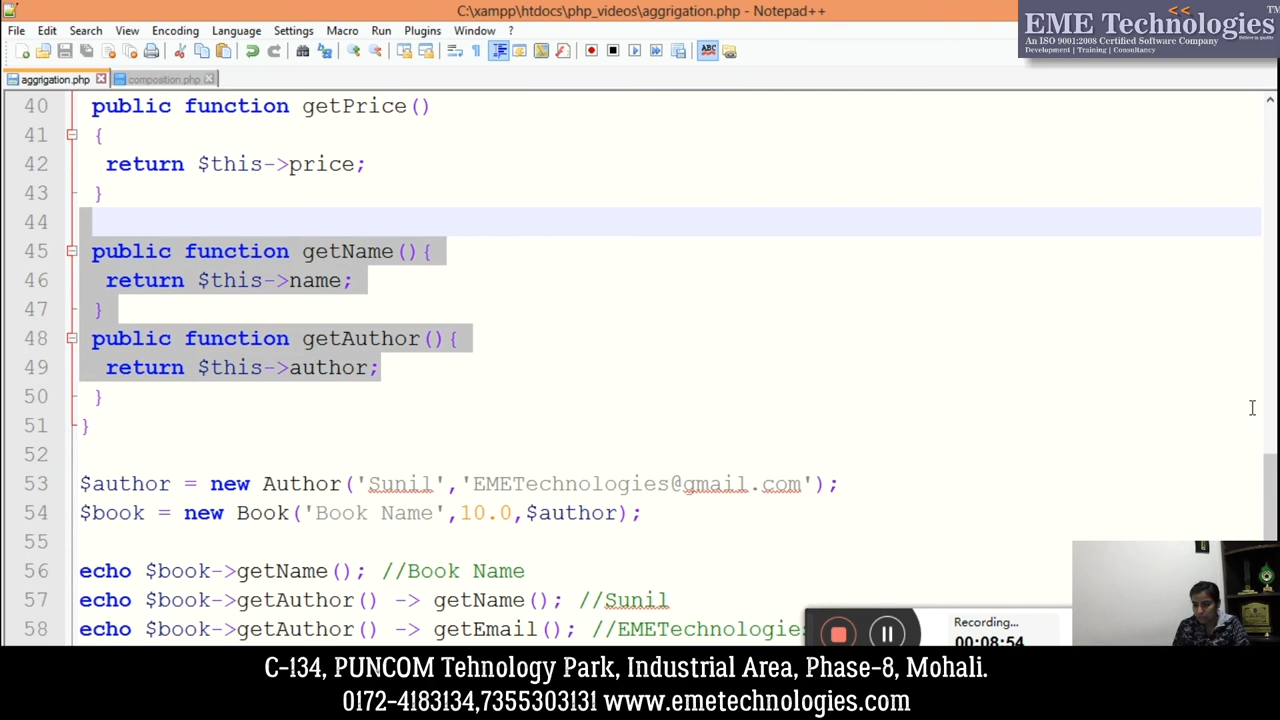 C:\xampp\htdocs\php_videos\aggrigation.php - Notepad++
EME Technologies
TM
An ISO 9001:2008 Certified Software Company
Development | Training | Consultancy
File Edit Search View Encoding Language Settings Macro Run Plugins Window ?
aggrigation.php composition.php
40 public function getPrice()
41 {
42 return $this->price;
43 }
44
45 public function getName(){
46 return $this->name;
47 }
48 public function getAuthor(){
49 return $this->author;
50 }
51 }
52
53 $author = new Author('Sunil','EMETechnologies@gmail.com');
54 $book = new Book('Book Name',10.0,$author);
55
56 echo $book->getName(); //Book Name
57 echo $book->getAuthor() -> getName(); //Sunil
58 echo $book->getAuthor() -> getEmail(); //EMETechnologies
Recording...
00:08:54
C-134, PUNCOM Tehnology Park, Industrial Area, Phase-8, Mohali.
0172-4183134,7355303131 www.emetechnologies.com